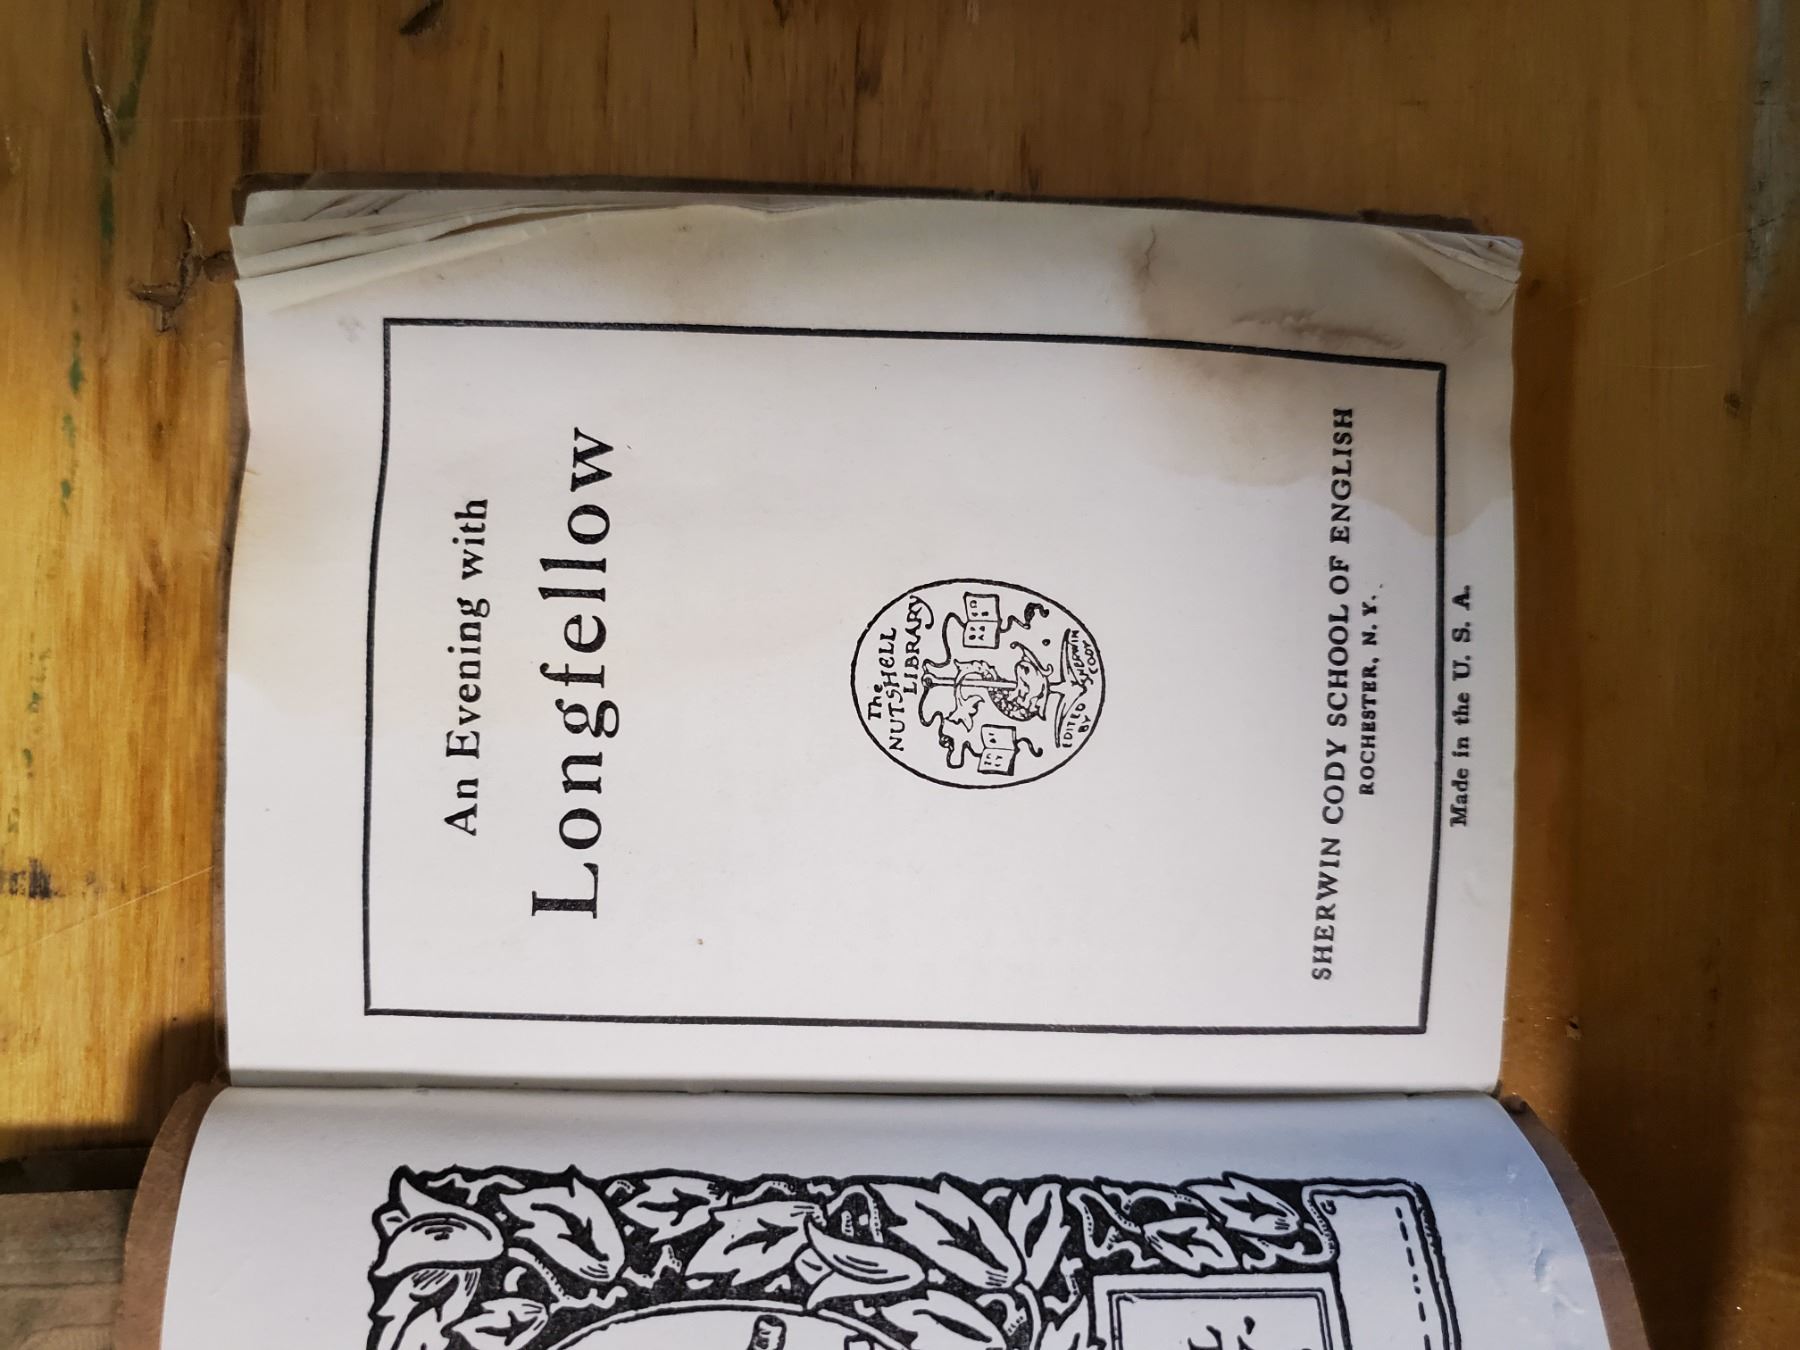 An Evening with
Longfellow
The
NUTSHELL
LIBRARY
EDITED
BY
SHERWIN
CODY
SHERWIN CODY SCHOOL OF ENGLISH
ROCHESTER, N. Y.
Made in the U. S. A.